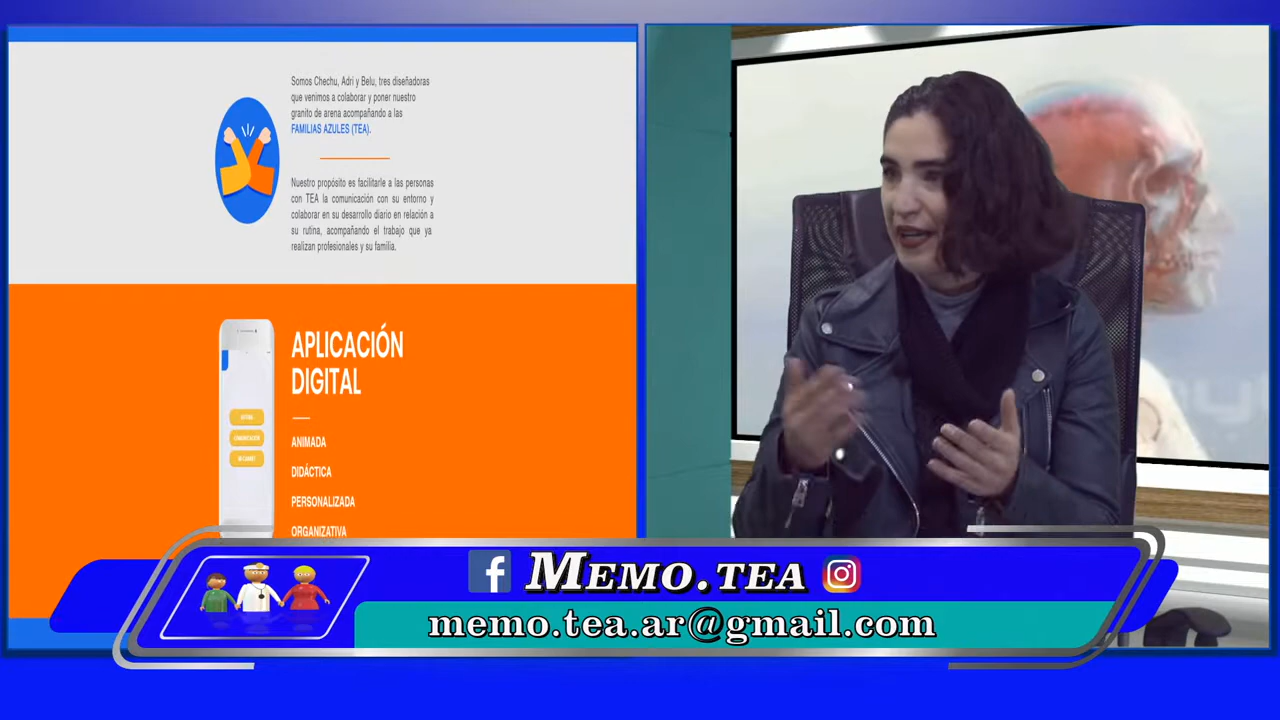 Somos Chechu, Adri y Belu, tres diseñadoras
que venimos a colaborar y poner nuestro
granito de arena acompañando a las
FAMILIAS AZULES (TEA).
Nuestro propósito es facilitarle a las personas
con TEA la comunicación con su entorno y
colaborar en su desarrollo diario en relación a
su rutina, acompañando el trabajo que ya
realizan profesionales y su familia.
APLICACIÓN
DIGITAL
ANIMADA
DIDÁCTICA
PERSONALIZADA
ORGANIZATIVA
RUTINA
COMUNICACIÓN
MEMO.TEA
memo.tea.ar@gmail.com